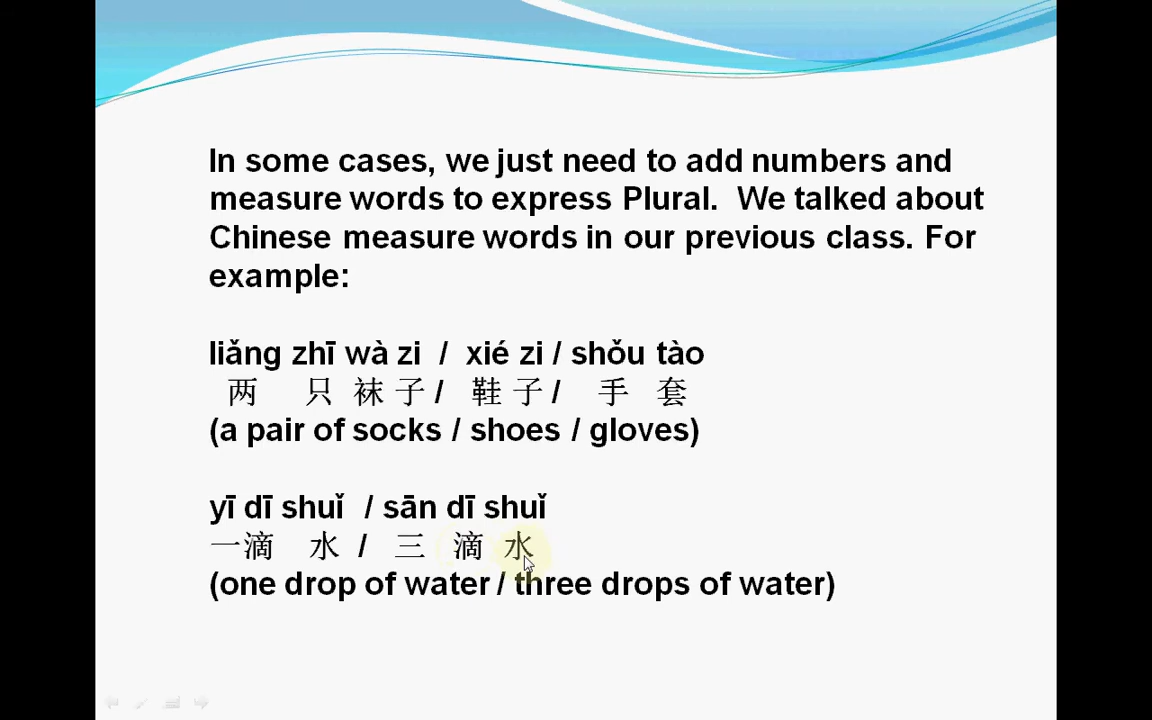 In some cases, we just need to add numbers and
measure words to express Plural. We talked about
Chinese measure words in our previous class. For
example:
liǎng zhī wà zi / xié zi / shǒu tào
两 只 袜 子 / 鞋 子 / 手 套
(a pair of socks / shoes / gloves)
yī dī shuǐ / sān dī shuǐ
一滴 水 / 三 滴 水
(one drop of water / three drops of water)